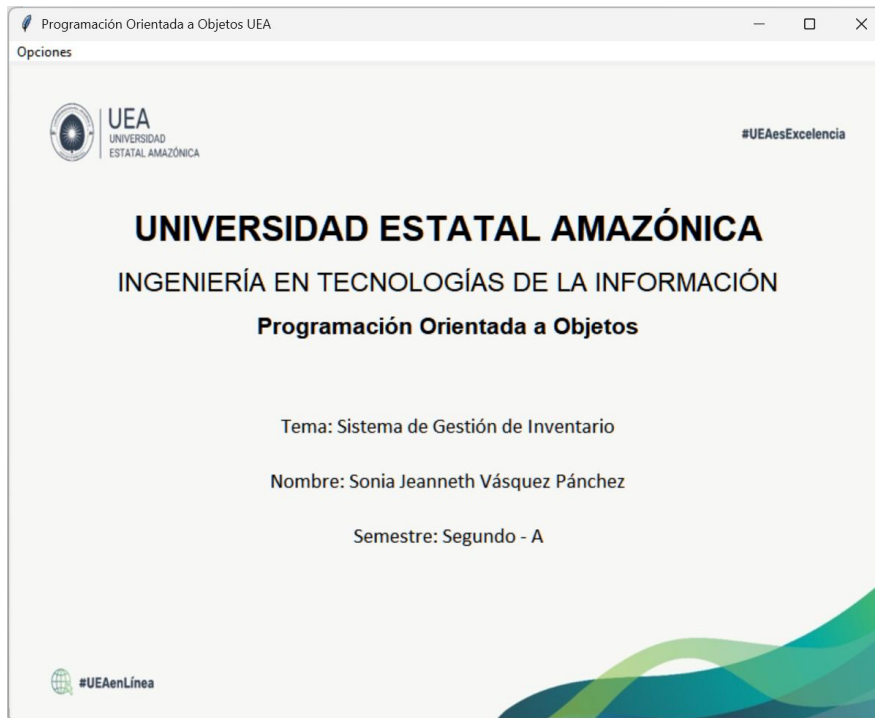 Programación Orientada a Objetos UEA
Opciones
UEA
UNIVERSIDAD
ESTATAL AMAZÓNICA
#UEAesExcelencia
UNIVERSIDAD ESTATAL AMAZÓNICA
INGENIERÍA EN TECNOLOGÍAS DE LA INFORMACIÓN
Programación Orientada a Objetos
Tema: Sistema de Gestión de Inventario
Nombre: Sonia Jeanneth Vásquez Pánchez
Semestre: Segundo - A
#UEAenLínea